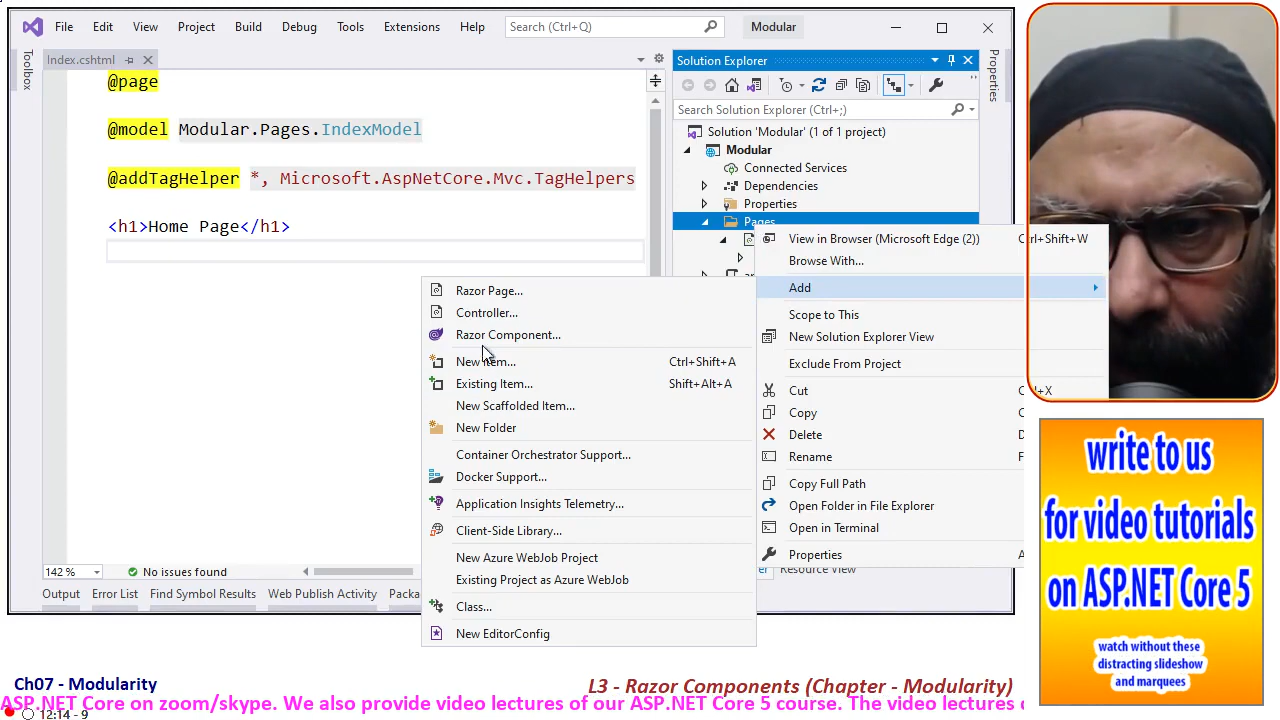 File Edit View Project Build Debug Tools Extensions Help Search (Ctrl+Q) Modular
Toolbox
Index.cshtml
@page
@model Modular.Pages.IndexModel
@addTagHelper *, Microsoft.AspNetCore.Mvc.TagHelpers
<h1>Home Page</h1>
142 % No issues found
Output Error List Find Symbol Results Web Publish Activity
Solution Explorer
Properties
Search Solution Explorer (Ctrl+;)
Solution 'Modular' (1 of 1 project)
Modular
Connected Services
Dependencies
Properties
Pages
View in Browser (Microsoft Edge (2)) Ctrl+Shift+W
Browse With...
Add
Scope to This
New Solution Explorer View
Exclude From Project
Cut
Copy
Delete
Rename
Copy Full Path
Open Folder in File Explorer
Open in Terminal
Properties
Resource View
Razor Page...
Controller...
Razor Component...
New Item... Ctrl+Shift+A
Existing Item... Shift+Alt+A
New Scaffolded Item...
New Folder
Container Orchestrator Support...
Docker Support...
Application Insights Telemetry...
Client-Side Library...
New Azure WebJob Project
Existing Project as Azure WebJob
Class...
New EditorConfig
write to us
for video tutorials
on ASP.NET Core 5
watch without these
distracting slideshow
and marquees
Ch07 - Modularity
L3 - Razor Components (Chapter - Modularity)
ASP.NET Core on zoom/skype. We also provide video lectures of our ASP.NET Core 5 course. The video lectures
12:14 - 9